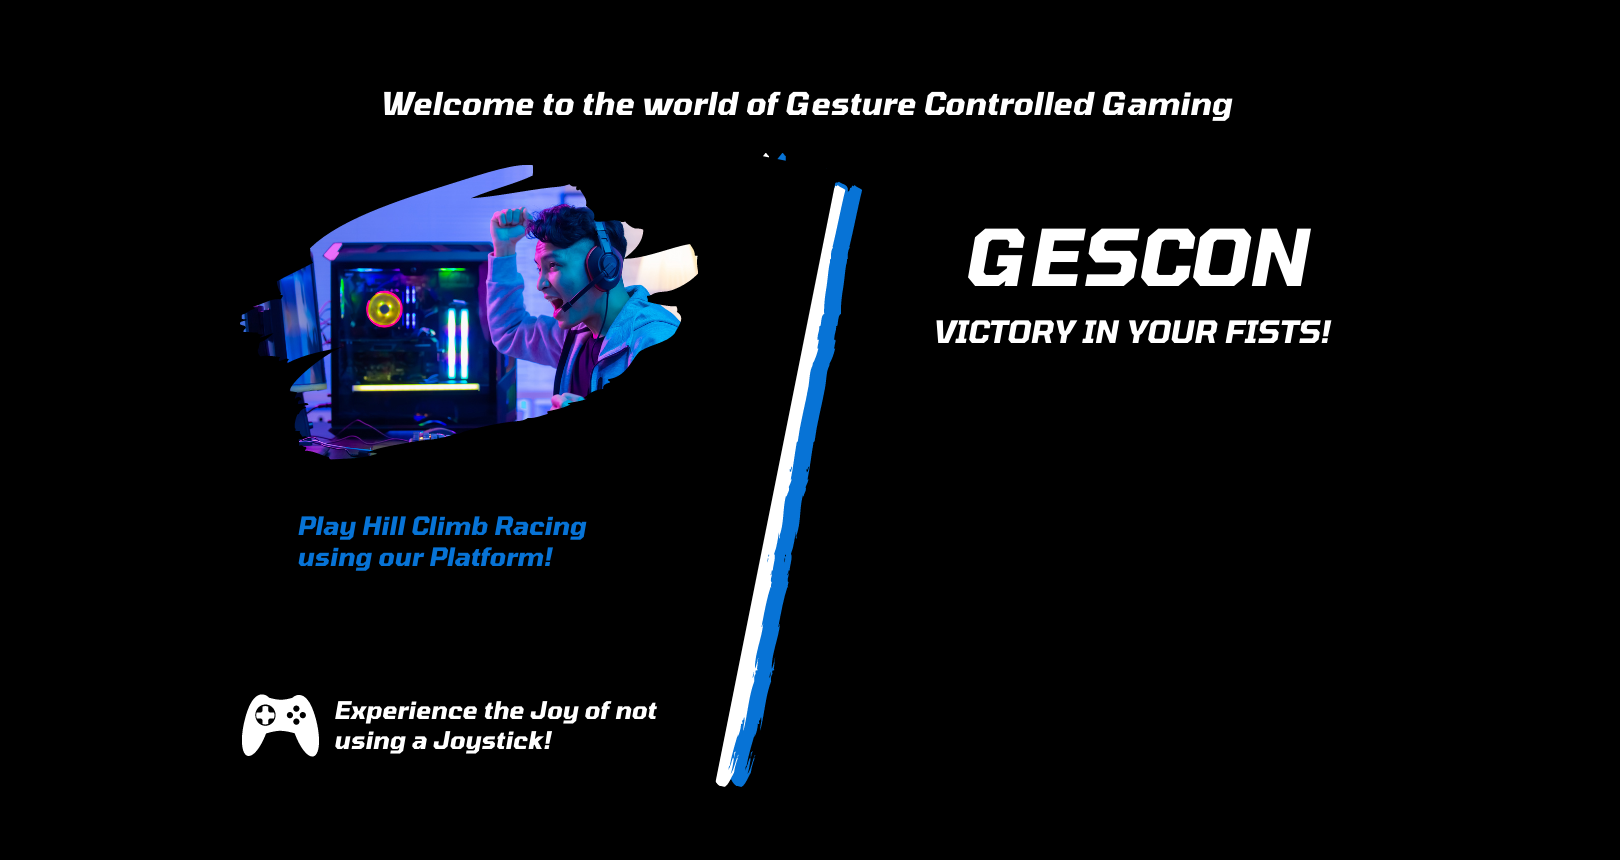 Welcome to the world of Gesture Controlled Gaming
GESCON
VICTORY IN YOUR FISTS!
Play Hill Climb Racing
using our Platform!
Experience the Joy of not
using a Joystick!